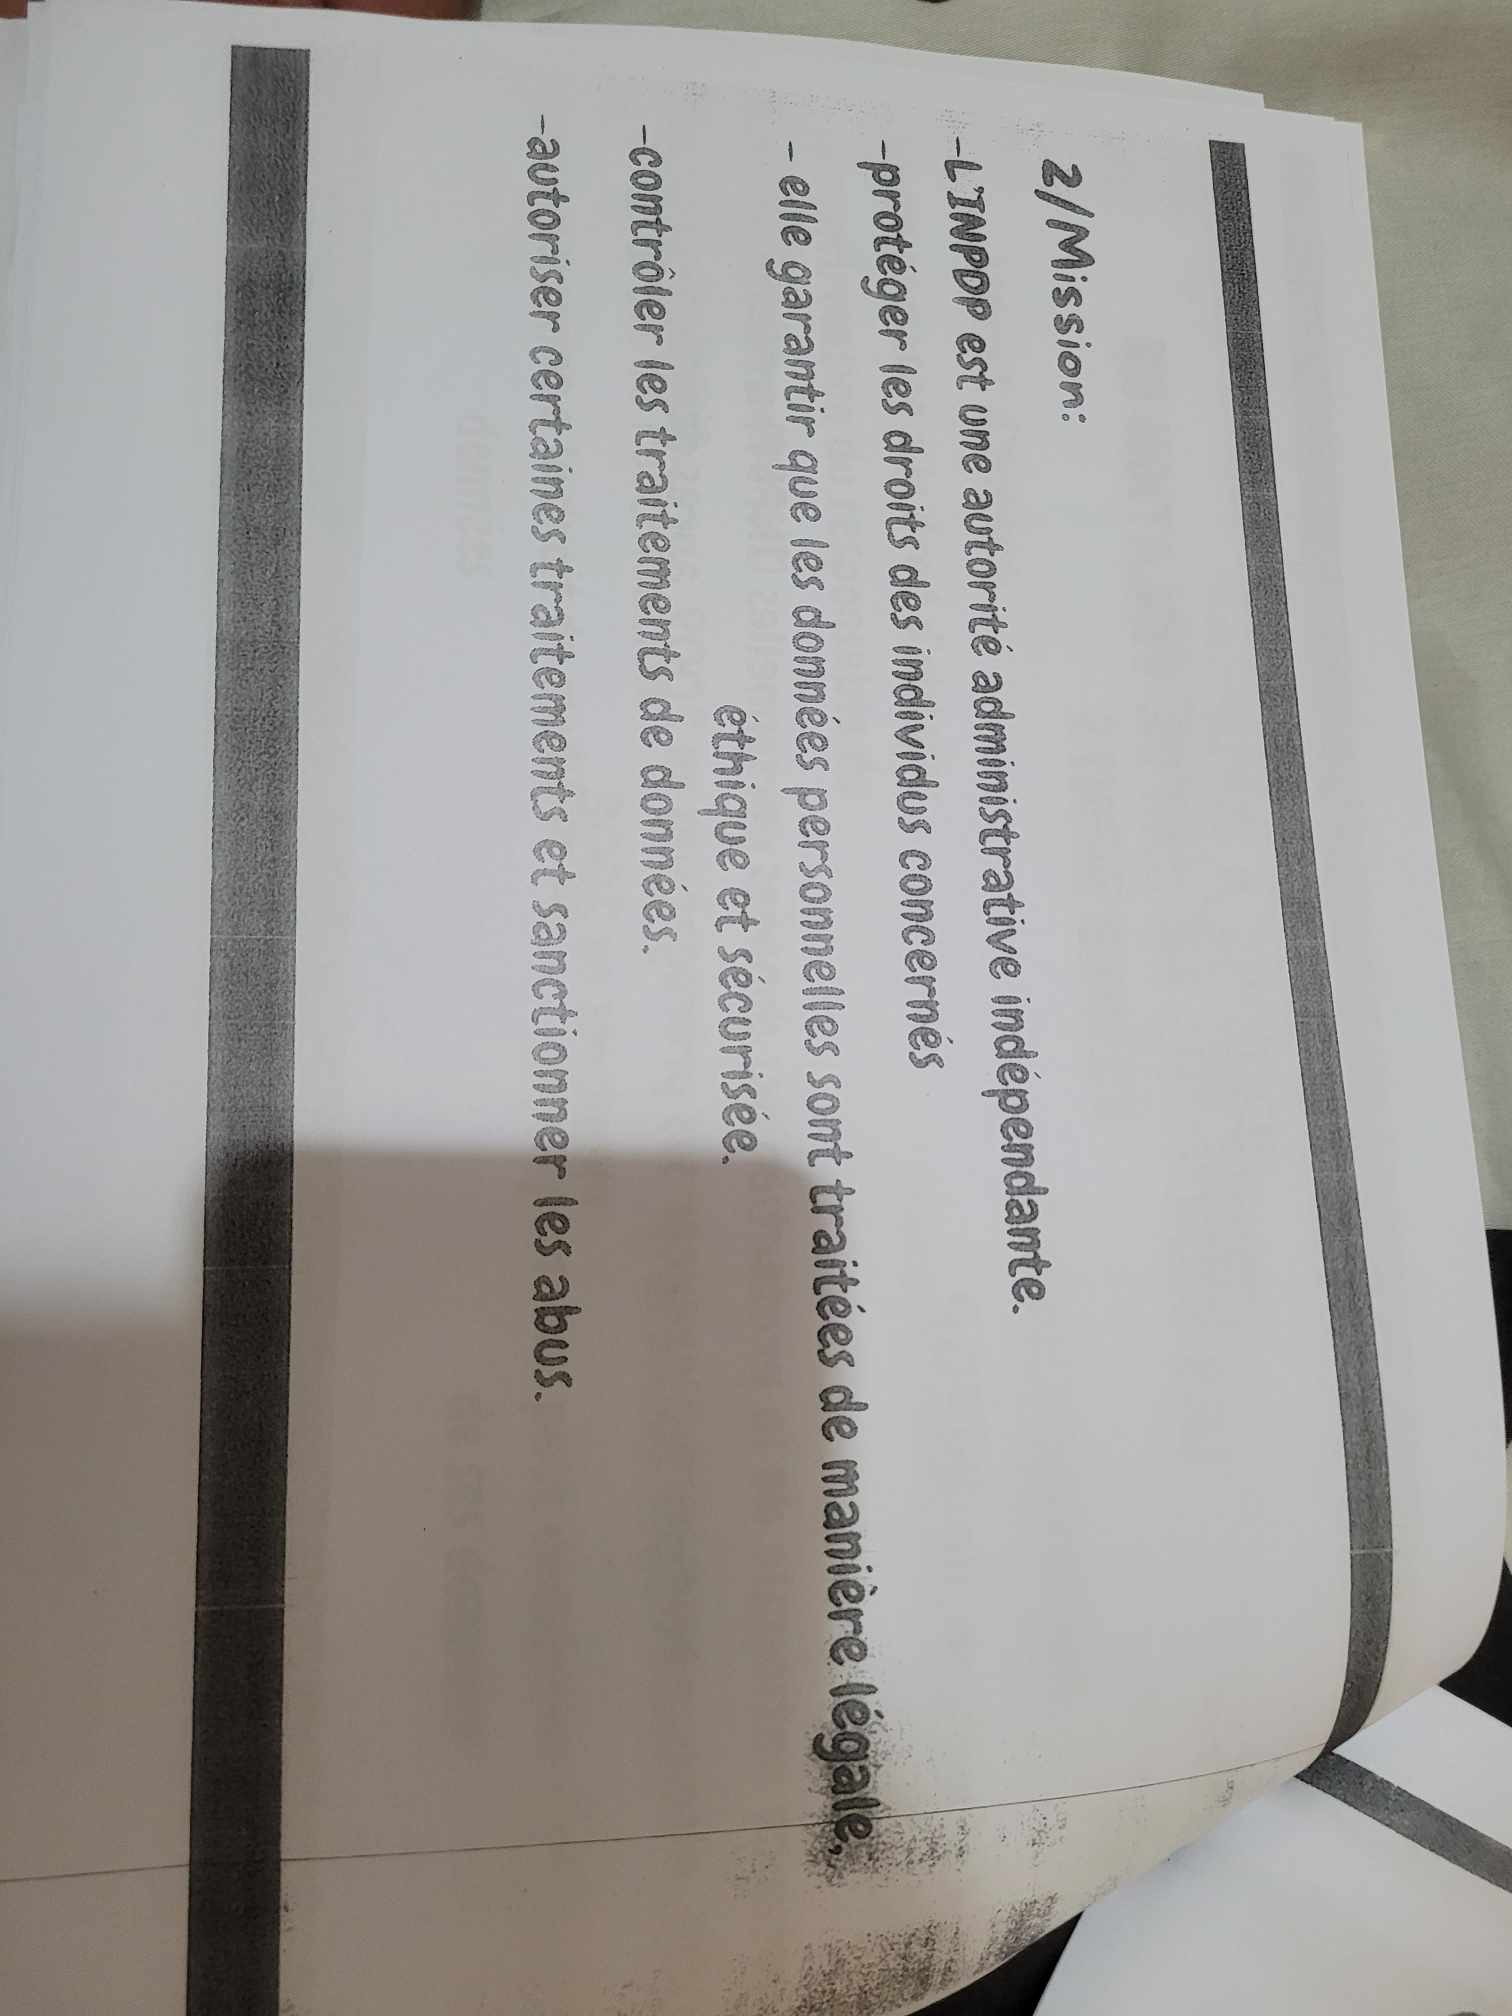 2/Mission:
-L'INPDP est une autorité administrative indépendante.
-protéger les droits des individus concernés
- elle garantir que les données personnelles sont traitées de manière légale,
éthique et sécurisée.
-contrôler les traitements de données.
-autoriser certaines traitements et sanctionner les abus.